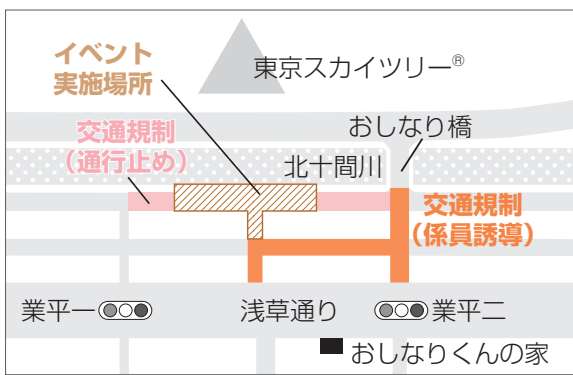 イベント
実施場所
東京スカイツリー®
交通規制
(通行止め)
おしなり橋
北十間川
交通規制
(係員誘導)
業平一
浅草通り
業平二
おしなりくんの家